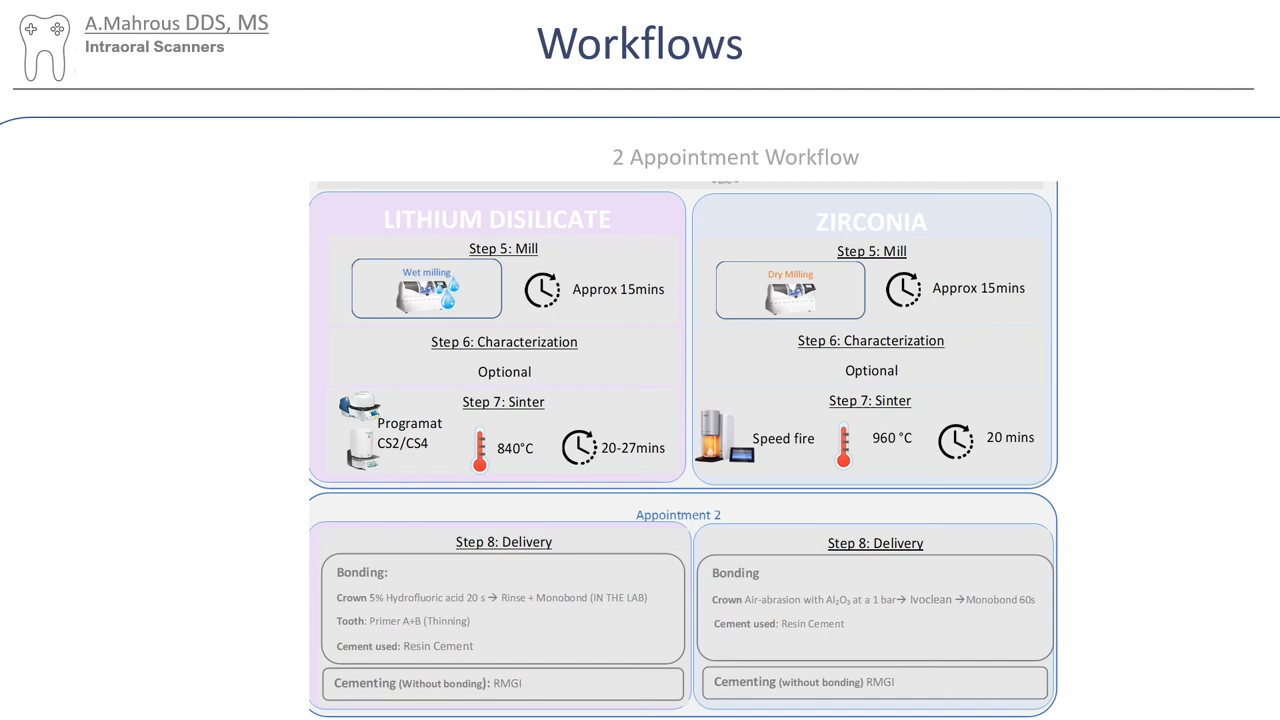 A.Mahrous DDS, MS
Intraoral Scanners
Workflows
2 Appointment Workflow
LITHIUM DISILICATE
Step 5: Mill
Wet milling
Approx 15mins
Step 6: Characterization
Optional
Step 7: Sinter
Programat
CS2/CS4
840°C
20-27mins
ZIRCONIA
Step 5: Mill
Dry Milling
Approx 15mins
Step 6: Characterization
Optional
Step 7: Sinter
Speed fire
960 °C
20 mins
Appointment 2
Step 8: Delivery
Bonding:
Crown 5% Hydrofluoric acid 20 s → Rinse + Monobond (IN THE LAB)
Tooth: Primer A+B (Thinning)
Cement used: Resin Cement
Cementing (Without bonding): RMGI
Step 8: Delivery
Bonding
Crown Air-abrasion with Al₂O₃ at a 1 bar→ Ivoclean →Monobond 60s
Cement used: Resin Cement
Cementing (without bonding) RMGI